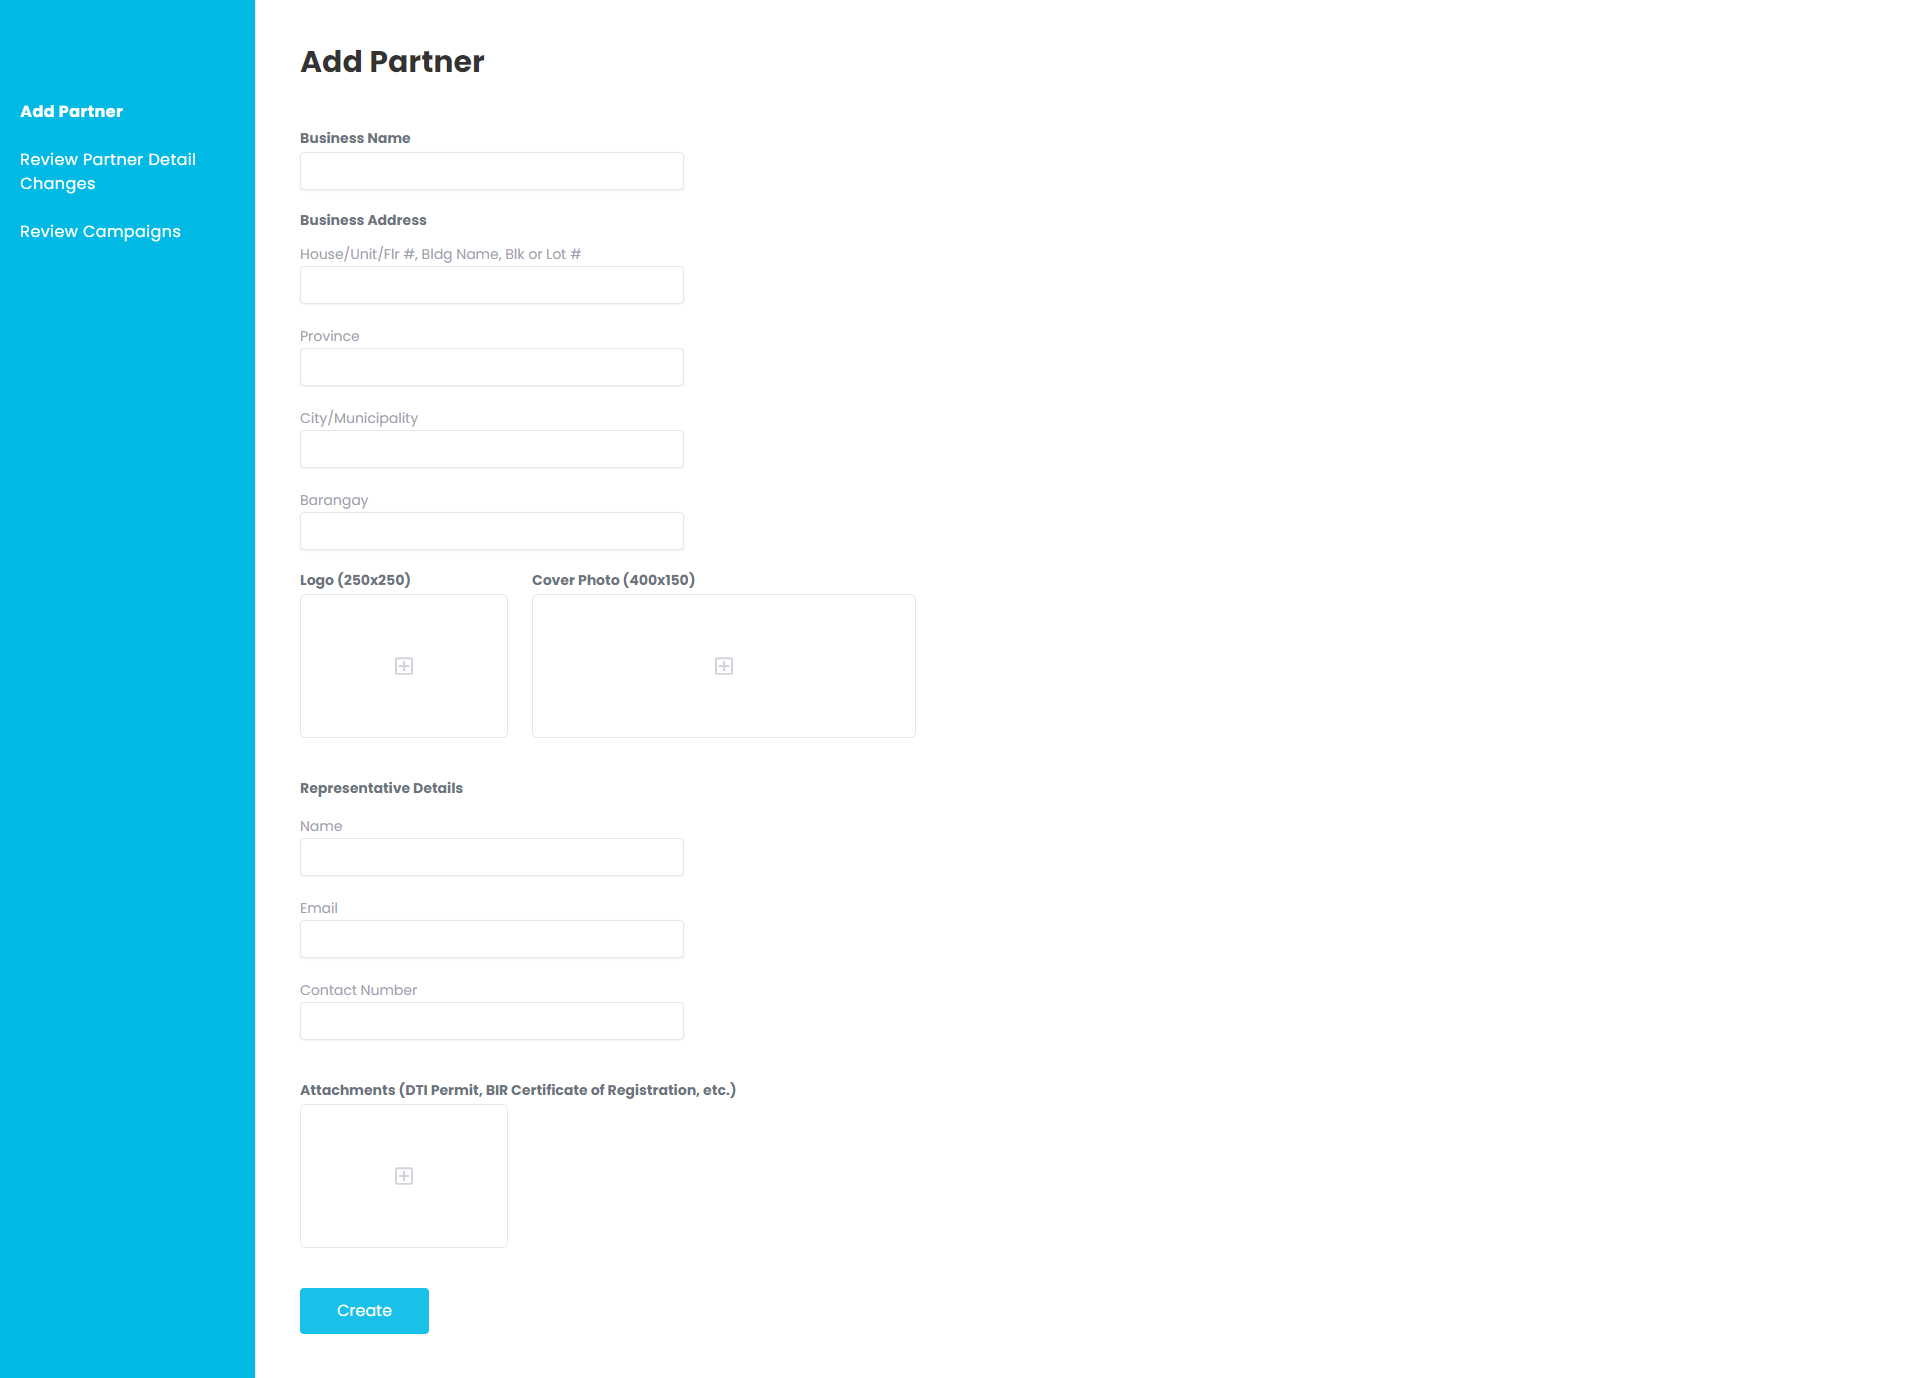 Add Partner
Review Partner Detail
Changes
Review Campaigns
Add Partner
Business Name
Business Address
House/Unit/Flr #, Bldg Name, Blk or Lot #
Province
City/Municipality
Barangay
Logo (250x250)
Cover Photo (400x150)
Representative Details
Name
Email
Contact Number
Attachments (DTI Permit, BIR Certificate of Registration, etc.)
Create